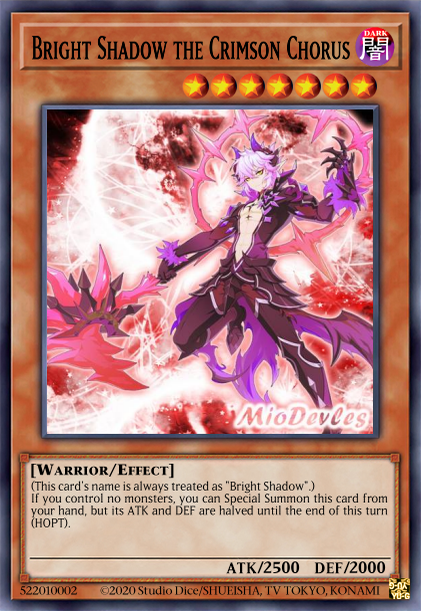 Bright Shadow the Crimson Chorus
DARK
闇
MioDevles
[Warrior/Effect]
(This card's name is always treated as "Bright Shadow".)
If you control no monsters, you can Special Summon this card from
your hand, but its ATK and DEF are halved until the end of this turn
(HOPT).
ATK/2500 DEF/2000
522010002 ©2020 Studio Dice/SHUEISHA, TV TOKYO, KONAMI